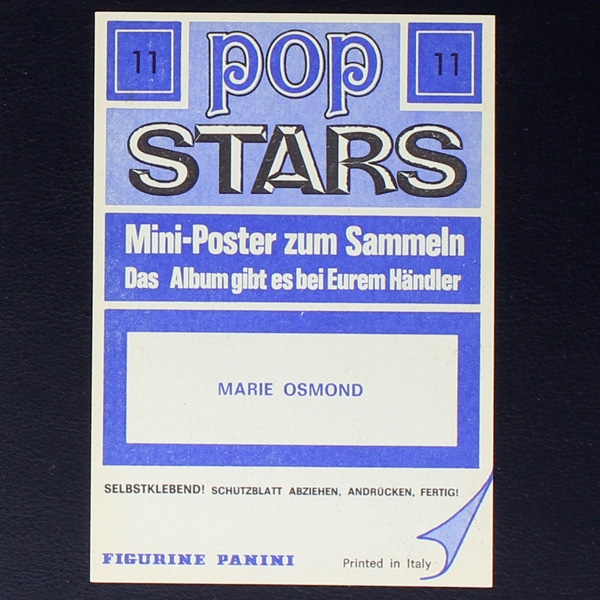 11 pop 11
STARS
Mini-Poster zum Sammeln
Das Album gibt es bei Eurem Händler
MARIE OSMOND
SELBSTKLEBEND! SCHUTZBLATT ABZIEHEN, ANDRÜCKEN, FERTIG!
FIGURINE PANINI Printed in Italy